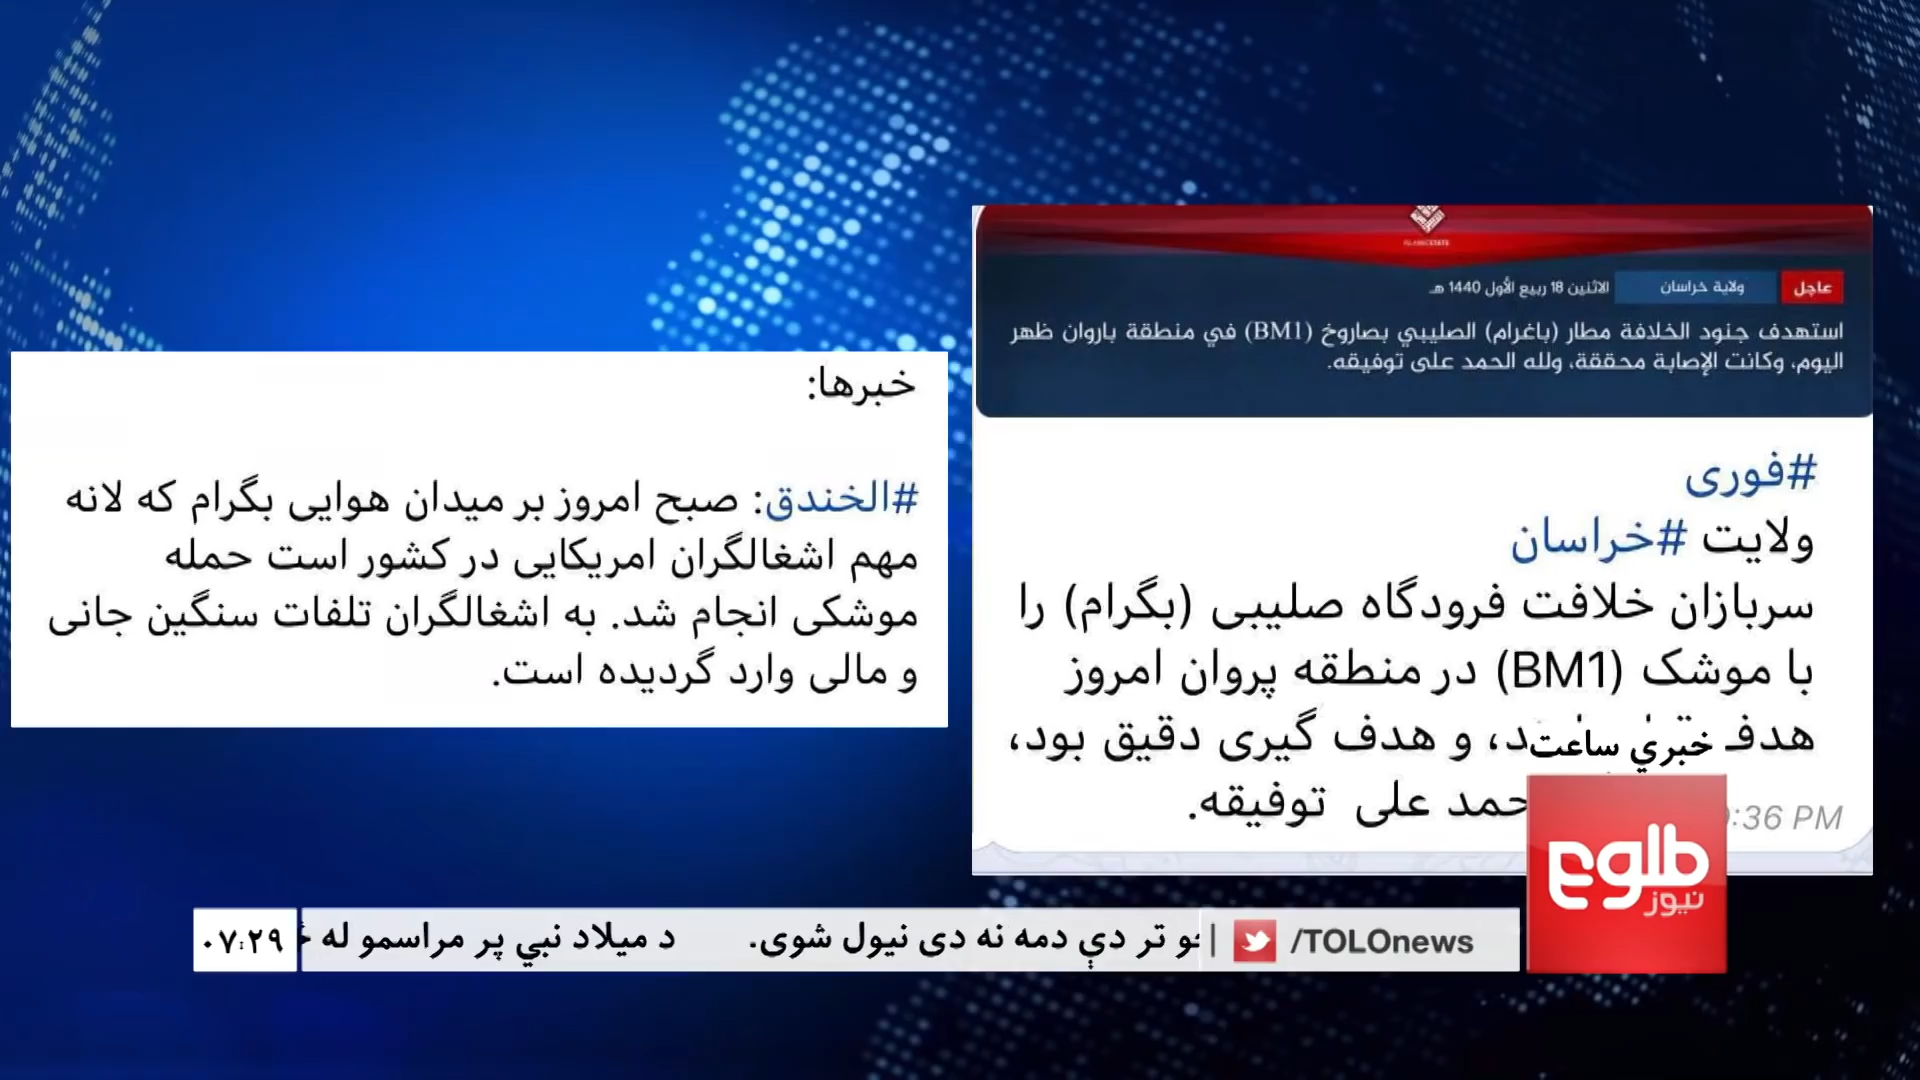 خبرها:
#الخندق: صبح امروز بر میدان هوایی بگرام که لانه
مهم اشغالگران امریکایی در کشور است حمله
موشکی انجام شد. به اشغالگران تلفات سنگین جانی
و مالی وارد گردیده است.
ISLAMIC STATE
عاجل ولاية خراسان الاثنين 18 ربيع الأول 1440 هـ
استهدف جنود الخلافة مطار (باغرام) الصليبي بصاروخ (BM1) في منطقة باروان ظهر
اليوم، وكانت الإصابة محققة، ولله الحمد على توفيقه.
#فوری
ولایت #خراسان
سربازان خلافت فرودگاه صلیبی (بگرام) را
با موشک (BM1) در منطقه پروان امروز
هدف د، و هدف گیری دقیق بود،
حمد علی توفیقه.
:36 PM
خبري ساعت
طلوع
نیوز
۰۷:۲۹
تر دې دمه نه دی نیول شوی. د میلاد نبي پر مراسمو له
/TOLOnews